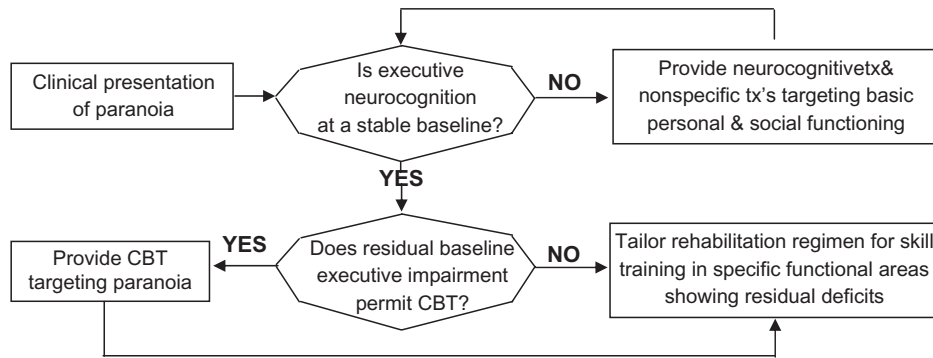 Clinical presentation
of paranoia
Is executive
neurocognition
at a stable baseline?
NO
Provide neurocognitivetx&
nonspecific tx's targeting basic
personal & social functioning
YES
Does residual baseline
executive impairment
permit CBT?
YES
Provide CBT
targeting paranoia
NO
Tailor rehabilitation regimen for skill
training in specific functional areas
showing residual deficits